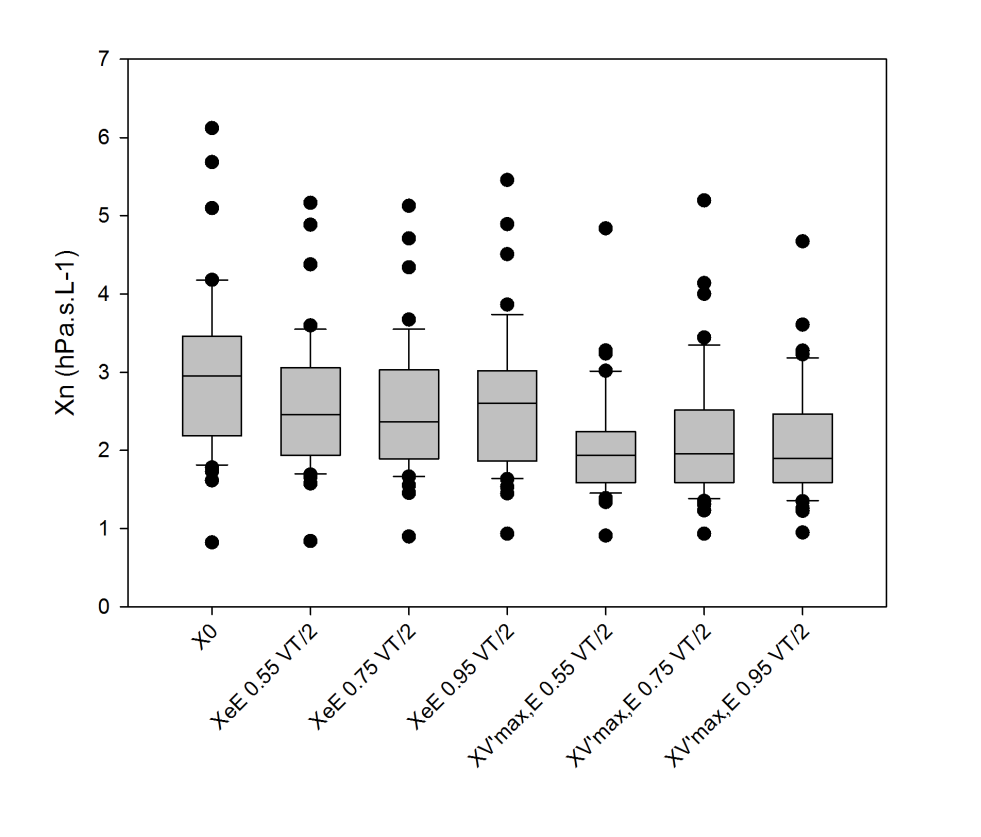 7
6
5
4
3
2
1
0
Xn (hPa.s.L-1)
X0
XeE 0.55 VT/2
XeE 0.75 VT/2
XeE 0.95 VT/2
XV'max,E 0.55 VT/2
XV'max,E 0.75 VT/2
XV'max,E 0.95 VT/2